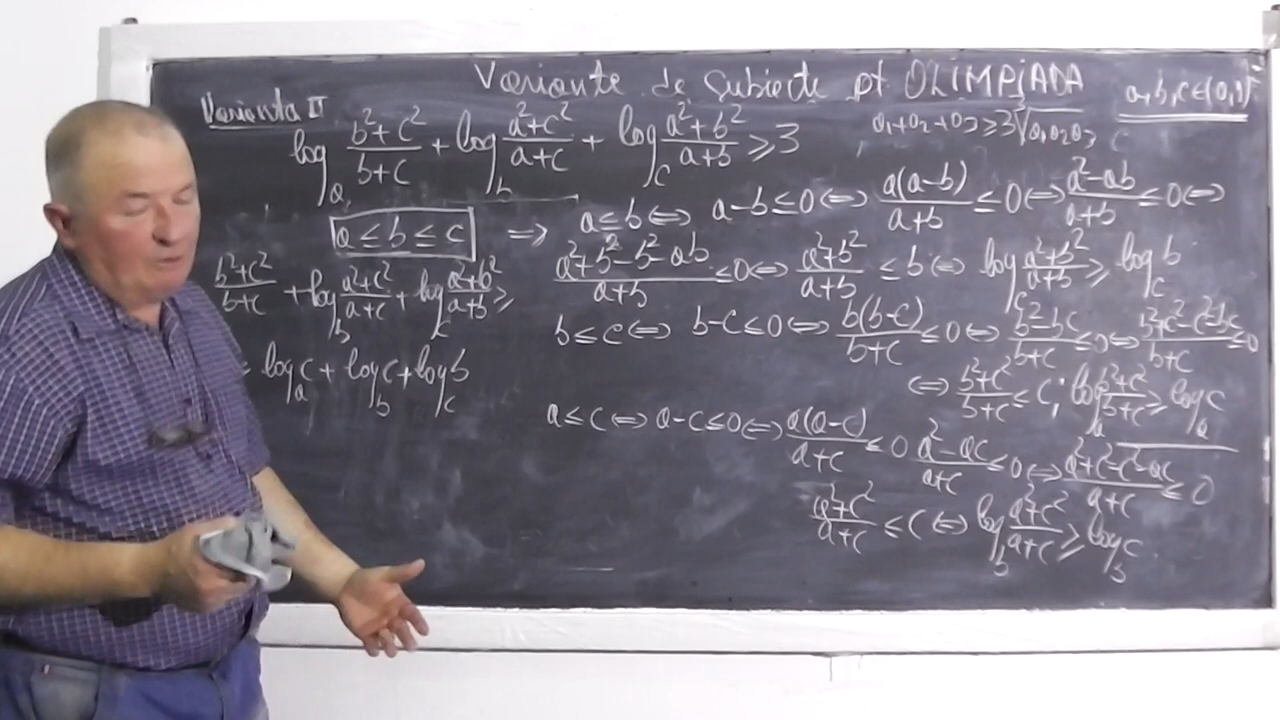 Variante de subiecte pt OLIMPIADA
a,b,c∈(0,1)
Varianta II
a₁+a₂+a₃≥3∛a₁a₂a₃
log_a (b²+c²)/(b+c) + log_b (a²+c²)/(a+c) + log_c (a²+b²)/(a+b) ≥ 3
a≤b≤c ⇒ a≤b ⇔ a-b≤0 ⇔ a(a-b)/(a+b) ≤0 ⇔ (a²-ab)/(a+b) ≤0 ⇔
(a²+b²-b²-ab)/(a+b) ≤0 ⇔ (a²+b²)/(a+b) ≤ b ⇔ log_c (a²+b²)/(a+b) ≥ log_c b
(b²+c²)/(b+c) + log_b (a²+c²)/(a+c) + log_c (a²+b²)/(a+b) ≥
b≤c ⇔ b-c≤0 ⇔ b(b-c)/(b+c) ≤0 ⇔ (b²-bc)/(b+c) ≤0 ⇔ (b²+c²-c²-bc)/(b+c) ≤0
log_a c + log_b c + log_c b
⇔ (b²+c²)/(b+c) ≤ c; log_a (b²+c²)/(b+c) ≥ log_a c
a≤c ⇔ a-c≤0 ⇔ a(a-c)/(a+c) ≤0 (a²-ac)/(a+c) ≤0 ⇔ (a²+c²-c²-ac)/(a+c) ≤0
(a²+c²)/(a+c) ≤ c ⇔ log_b (a²+c²)/(a+c) ≥ log_b c